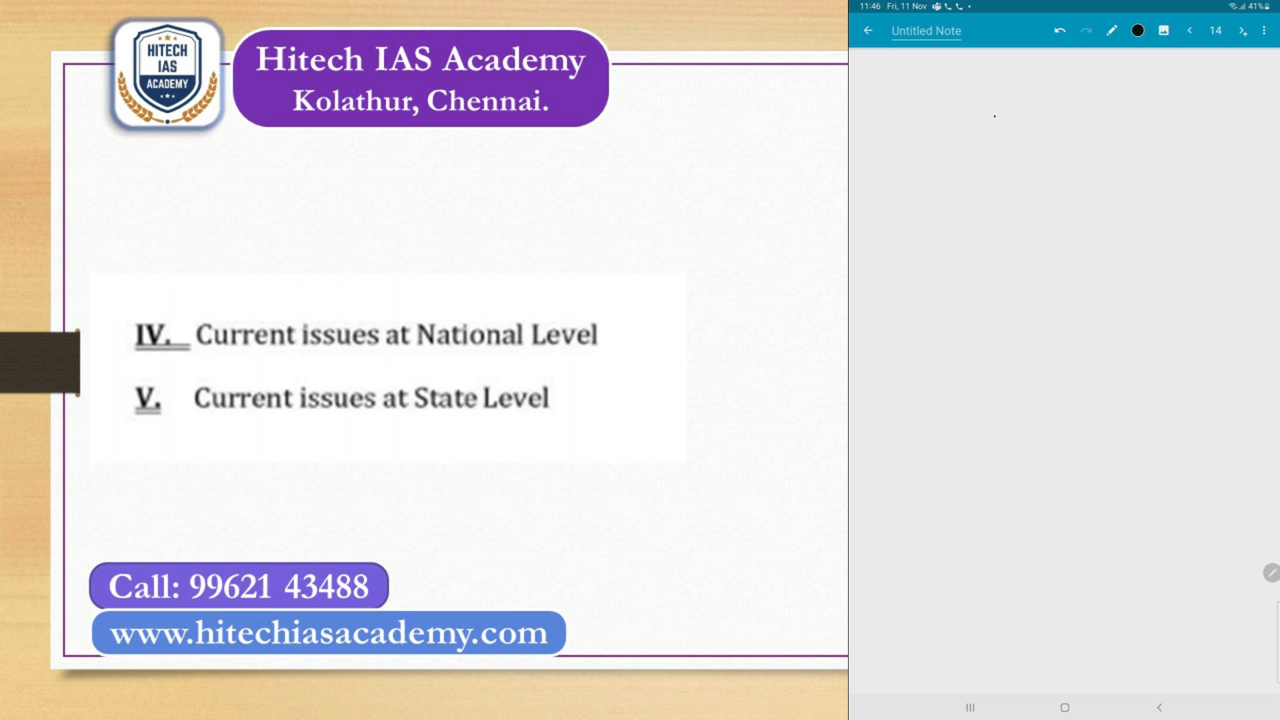 HITECH
IAS
ACADEMY
Hitech IAS Academy
Kolathur, Chennai.
IV. Current issues at National Level
V. Current issues at State Level
Call: 99621 43488
www.hitechiasacademy.com
11:46 Fri, 11 Nov
41%
Untitled Note
14